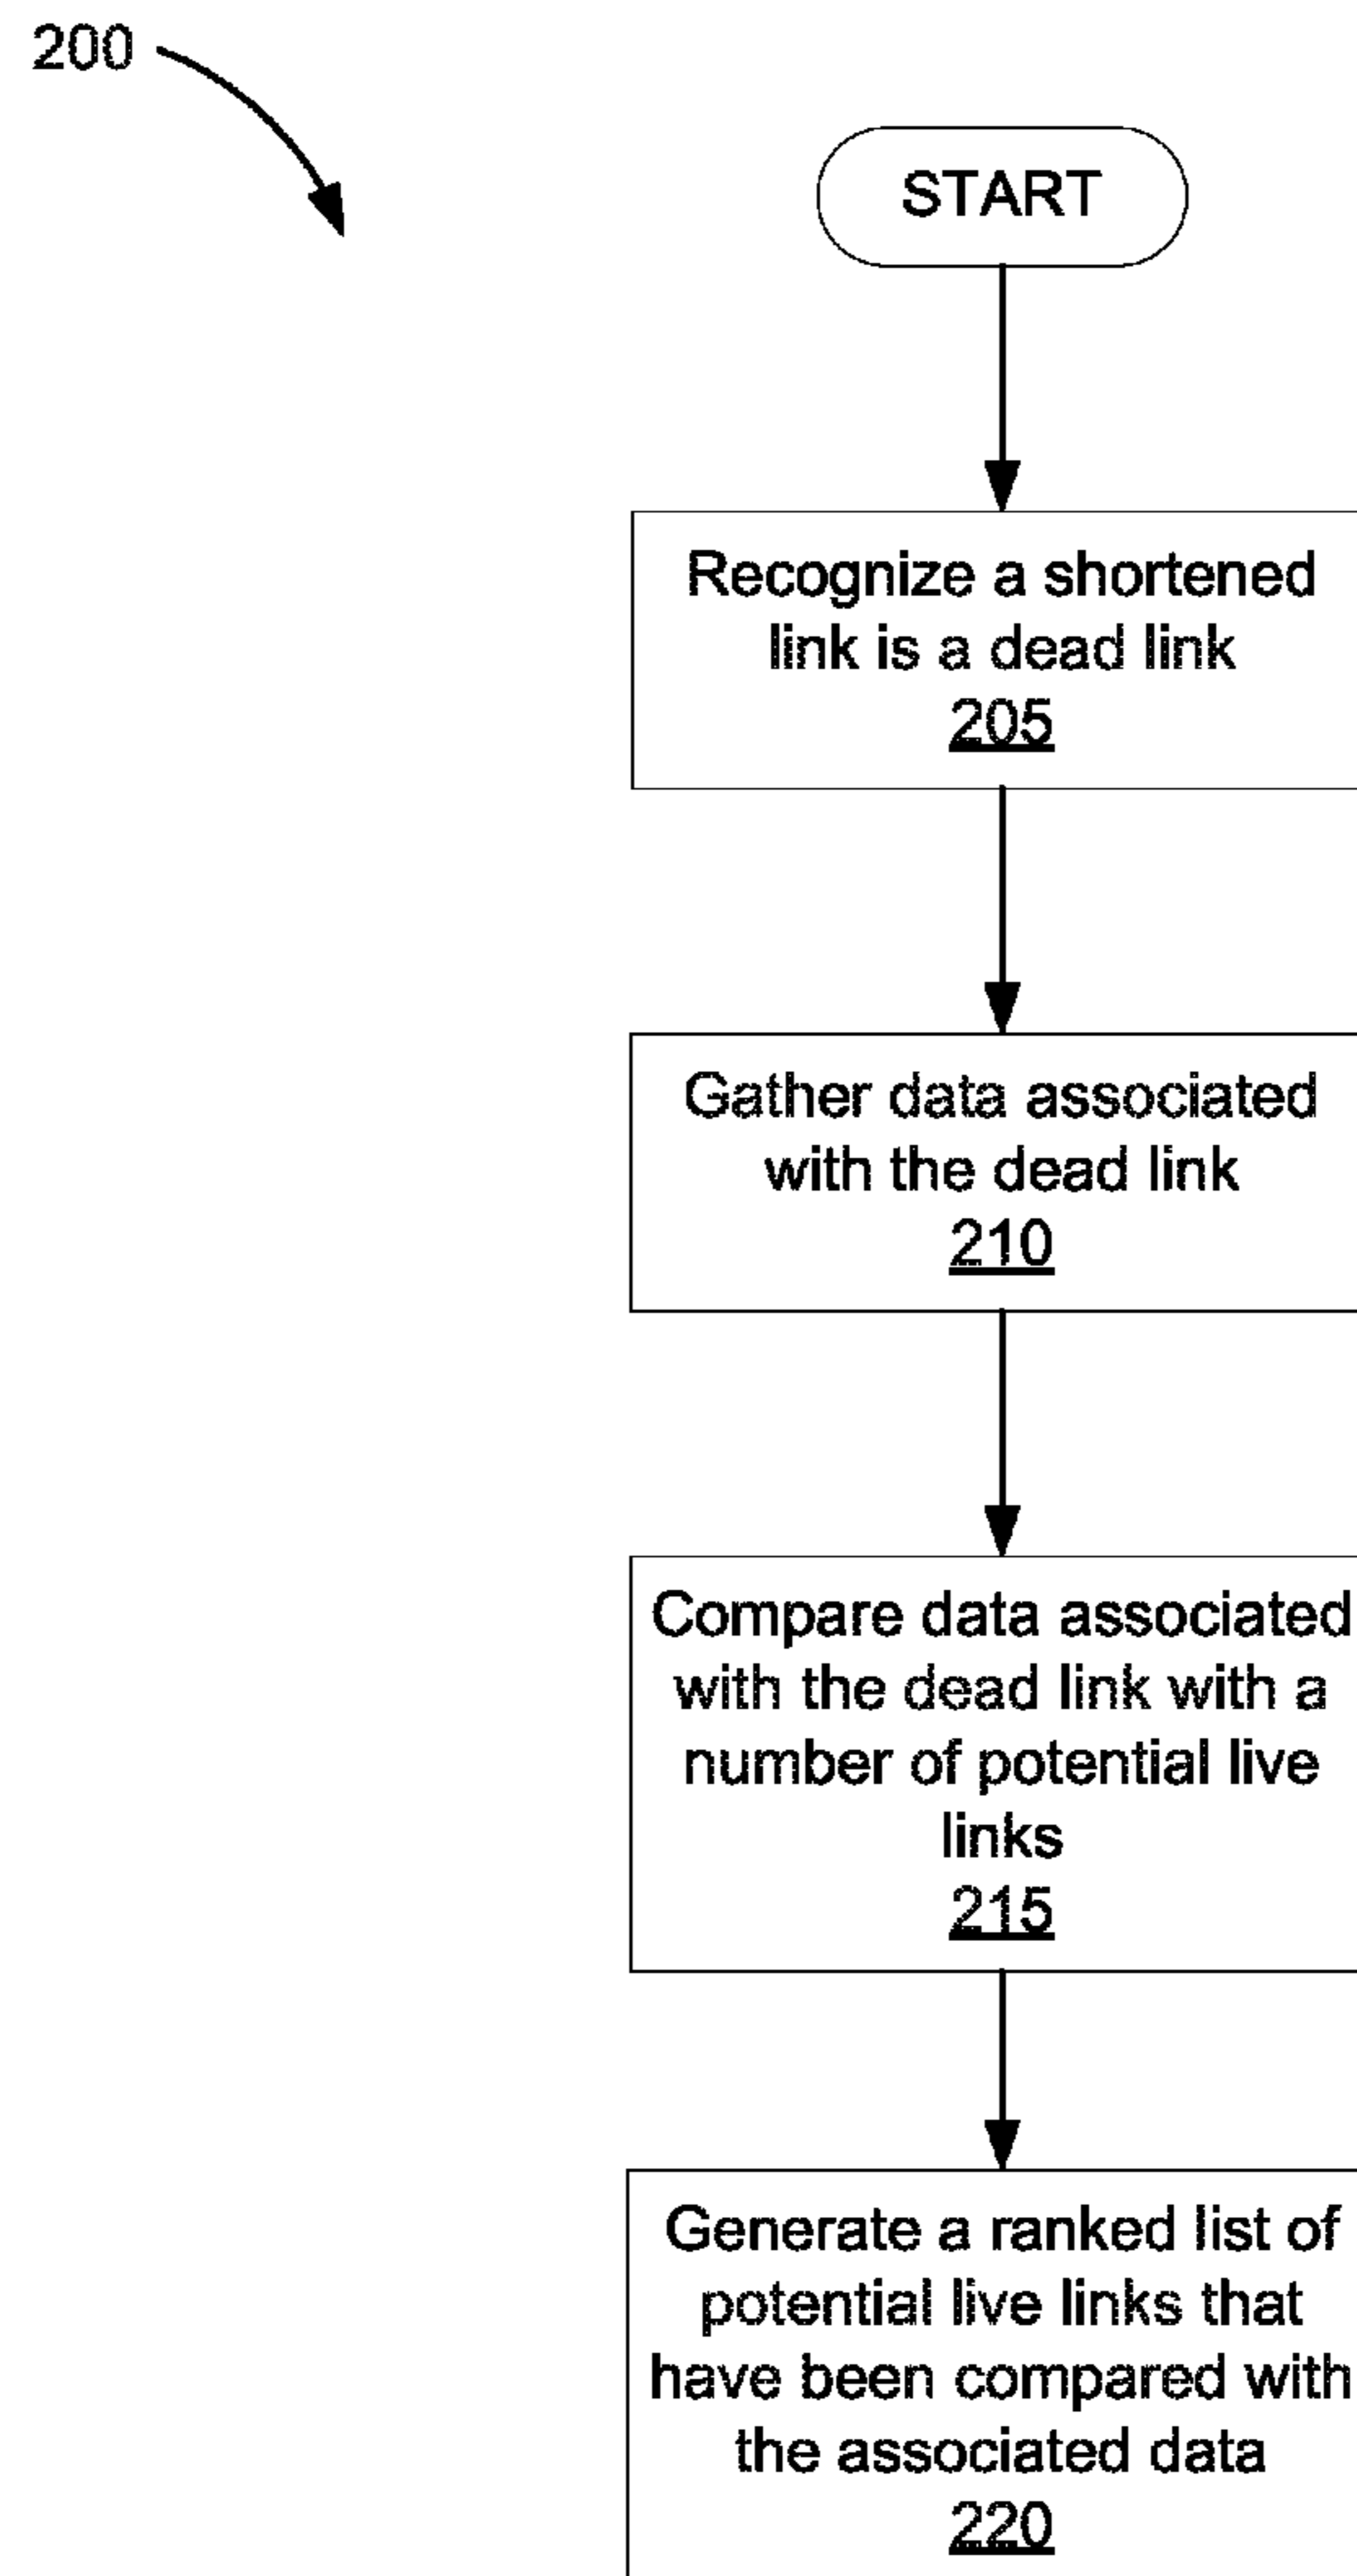 200
START
Recognize a shortened
link is a dead link
205
Gather data associated
with the dead link
210
Compare data associated
with the dead link with a
number of potential live
links
215
Generate a ranked list of
potential live links that
have been compared with
the associated data
220